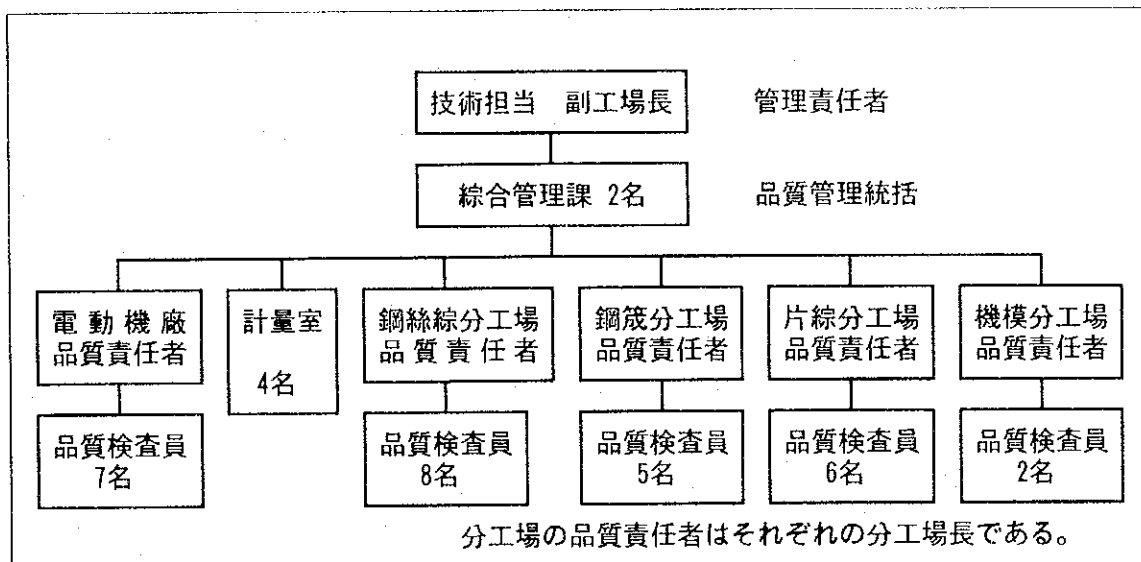 技術担当 副工場長 管理責任者
綜合管理課 2名 品質管理統括
電動機廠
品質責任者
計量室
4名
鋼絲綜分工場
品質責任者
鋼筬分工場
品質責任者
片綜分工場
品質責任者
機模分工場
品質責任者
品質検査員
7名
品質検査員
8名
品質検査員
5名
品質検査員
6名
品質検査員
2名
分工場の品質責任者はそれぞれの分工場長である。